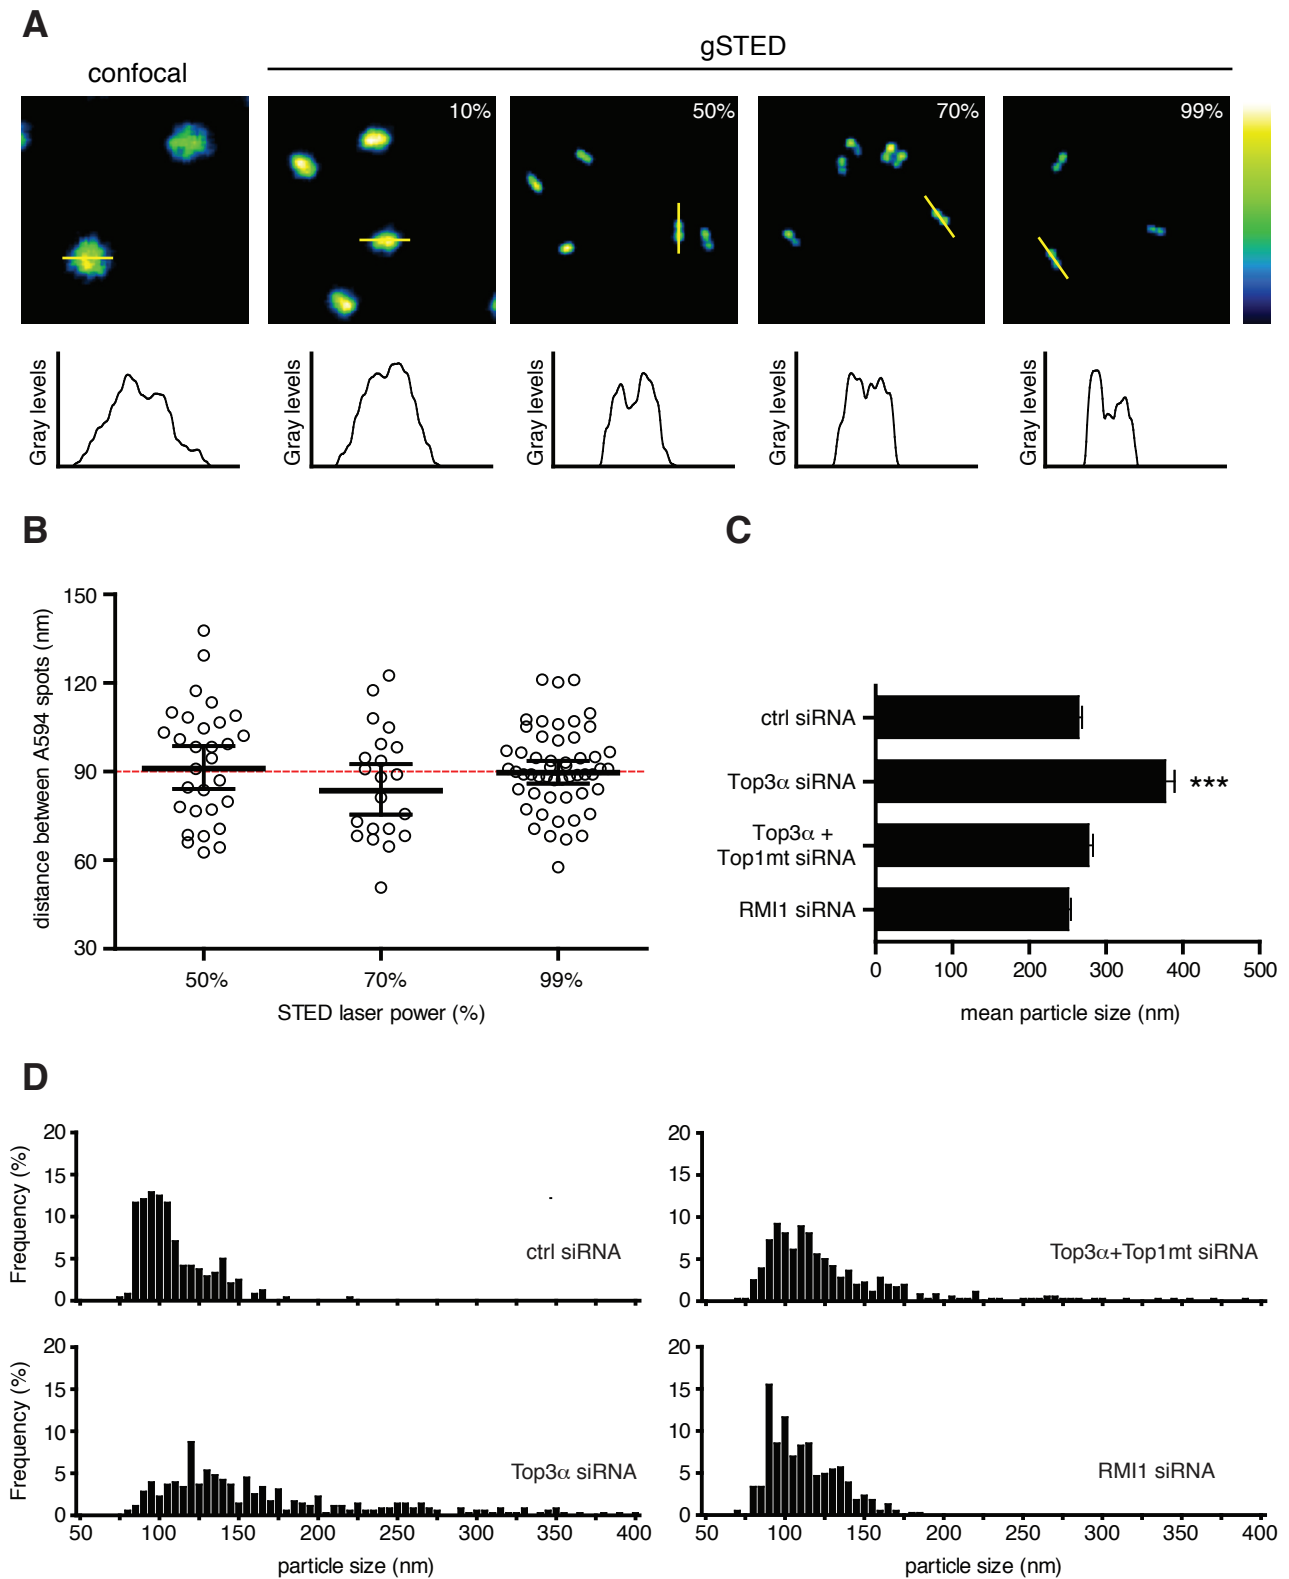 A
gSTED
confocal
10%
50%
70%
99%
Gray levels
Gray levels
Gray levels
Gray levels
Gray levels
B
C
150
120
90
60
30
distance between A594 spots (nm)
50%
70%
99%
STED laser power (%)
ctrl siRNA
Top3α siRNA
***
Top3α +
Top1mt siRNA
RMI1 siRNA
0
100
200
300
400
500
mean particle size (nm)
D
20
15
10
5
0
Frequency (%)
ctrl siRNA
20
15
10
5
0
Top3α+Top1mt siRNA
20
15
10
5
0
Frequency (%)
Top3α siRNA
50
100
150
200
250
300
350
400
particle size (nm)
20
15
10
5
0
RMI1 siRNA
50
100
150
200
250
300
350
400
particle size (nm)